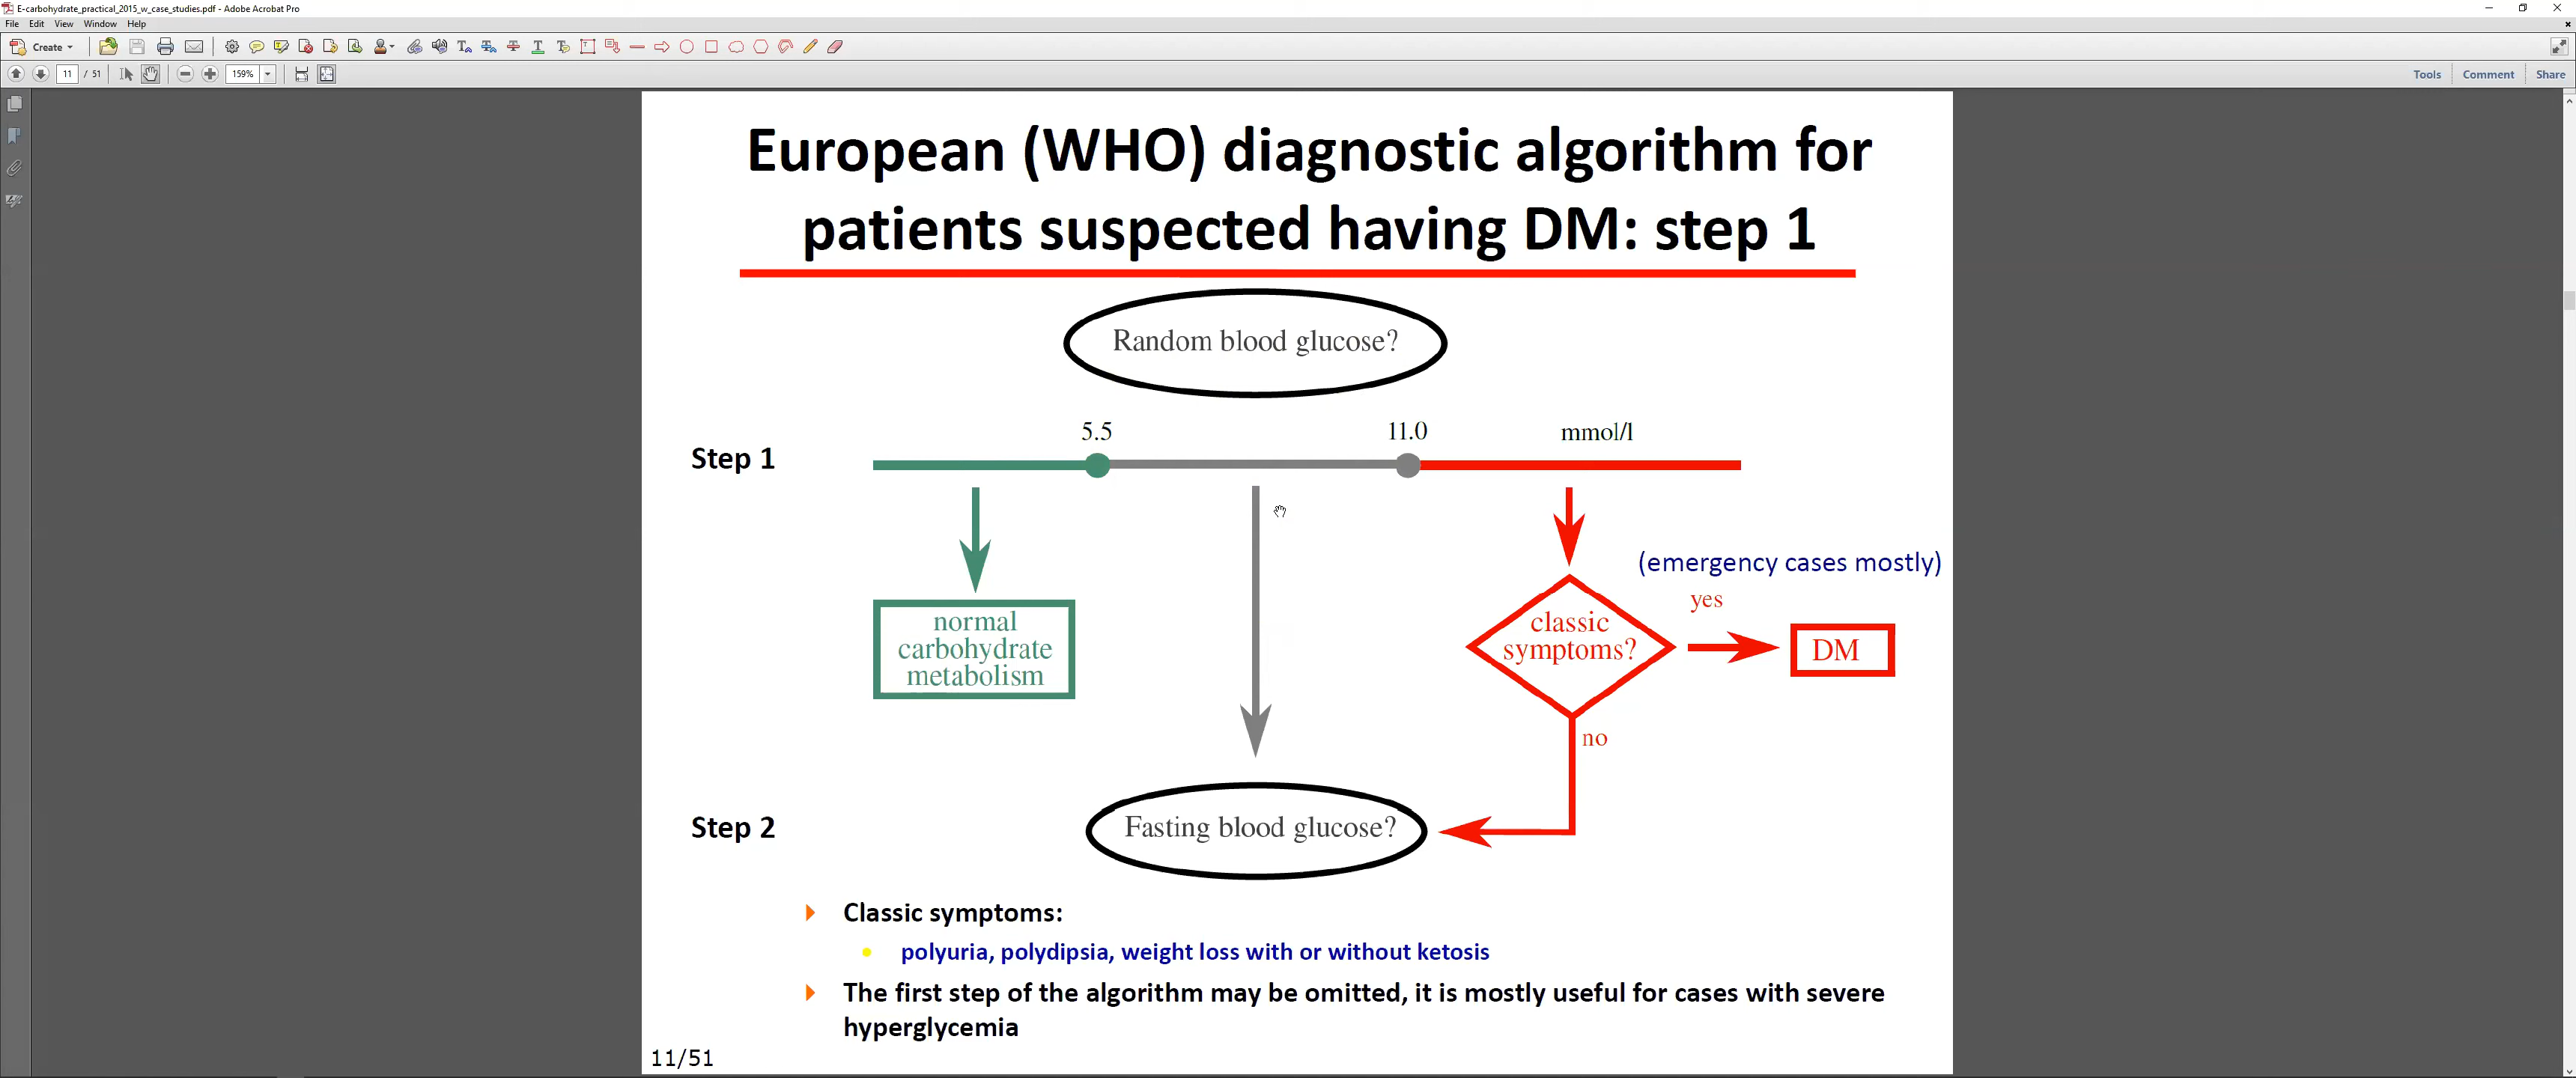 E-carbohydrate_practical_2015_w_case_studies.pdf - Adobe Acrobat Pro
File Edit View Window Help
Create
11 / 51
159%
Tools Comment Share
European (WHO) diagnostic algorithm for
patients suspected having DM: step 1
Random blood glucose?
5.5 11.0 mmol/l
Step 1
(emergency cases mostly)
normal
carbohydrate
metabolism
classic
symptoms?
yes
DM
no
Step 2
Fasting blood glucose?
Classic symptoms:
polyuria, polydipsia, weight loss with or without ketosis
The first step of the algorithm may be omitted, it is mostly useful for cases with severe
hyperglycemia
11/51